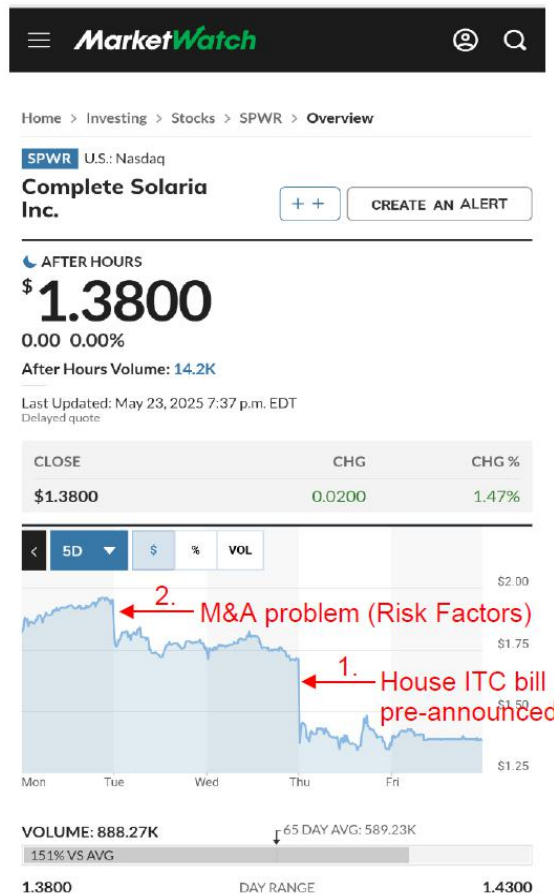 MarketWatch
Home > Investing > Stocks > SPWR > Overview
SPWR U.S.: Nasdaq
Complete Solaria
Inc.
+ +
CREATE AN ALERT
AFTER HOURS
$1.3800
0.00 0.00%
After Hours Volume: 14.2K
Last Updated: May 23, 2025 7:37 p.m. EDT
Delayed quote
CLOSE CHG CHG %
$1.3800 0.0200 1.47%
< 5D $ % VOL
$2.00
2. M&A problem (Risk Factors)
$1.75
1. House ITC bill
$1.50
pre-announced
$1.25
Mon Tue Wed Thu Fri
VOLUME: 888.27K 65 DAY AVG: 589.23K
151% VS AVG
1.3800 DAY RANGE 1.4300